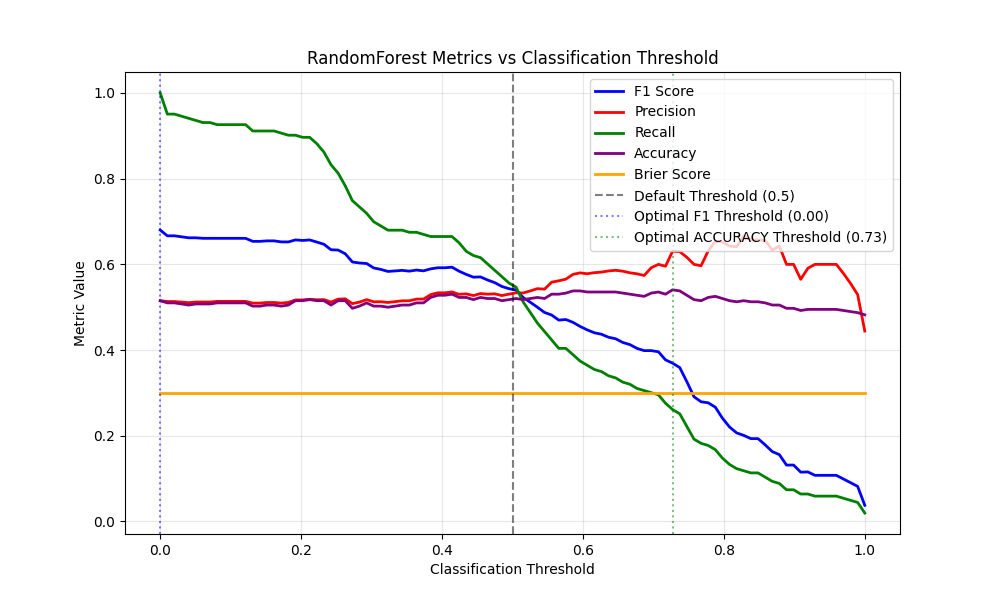 RandomForest Metrics vs Classification Threshold
1.0
0.8
0.6
0.4
0.2
0.0
Metric Value
F1 Score
Precision
Recall
Accuracy
Brier Score
Default Threshold (0.5)
Optimal F1 Threshold (0.00)
Optimal ACCURACY Threshold (0.73)
0.0 0.2 0.4 0.6 0.8 1.0
Classification Threshold